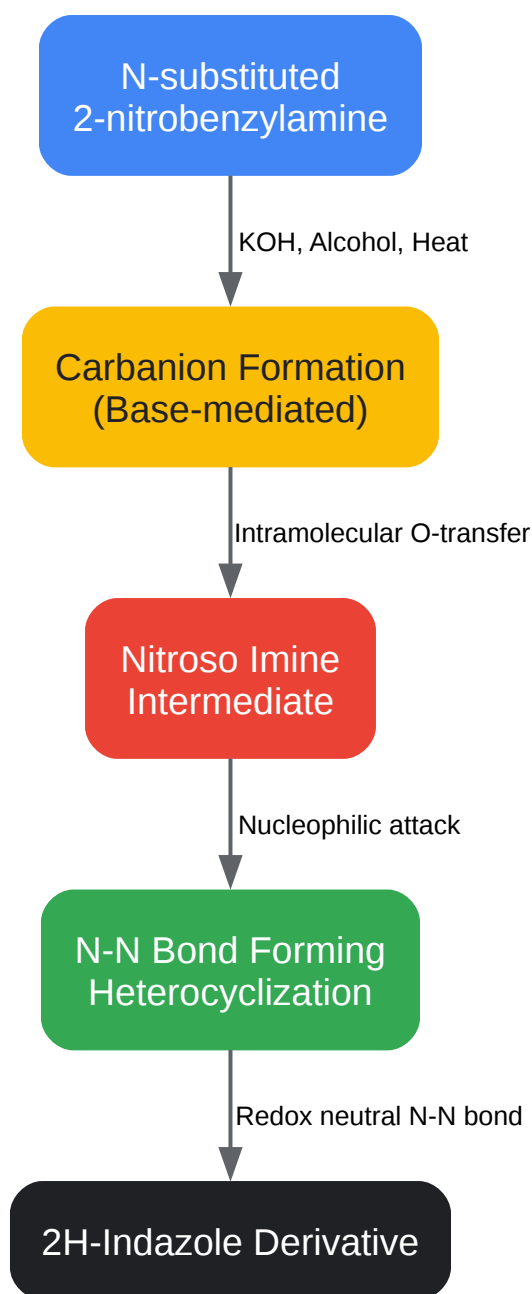 N-substituted
2-nitrobenzylamine
KOH, Alcohol, Heat
Carbanion Formation
(Base-mediated)
Intramolecular O-transfer
Nitroso Imine
Intermediate
Nucleophilic attack
N-N Bond Forming
Heterocyclization
Redox neutral N-N bond
2H-Indazole Derivative